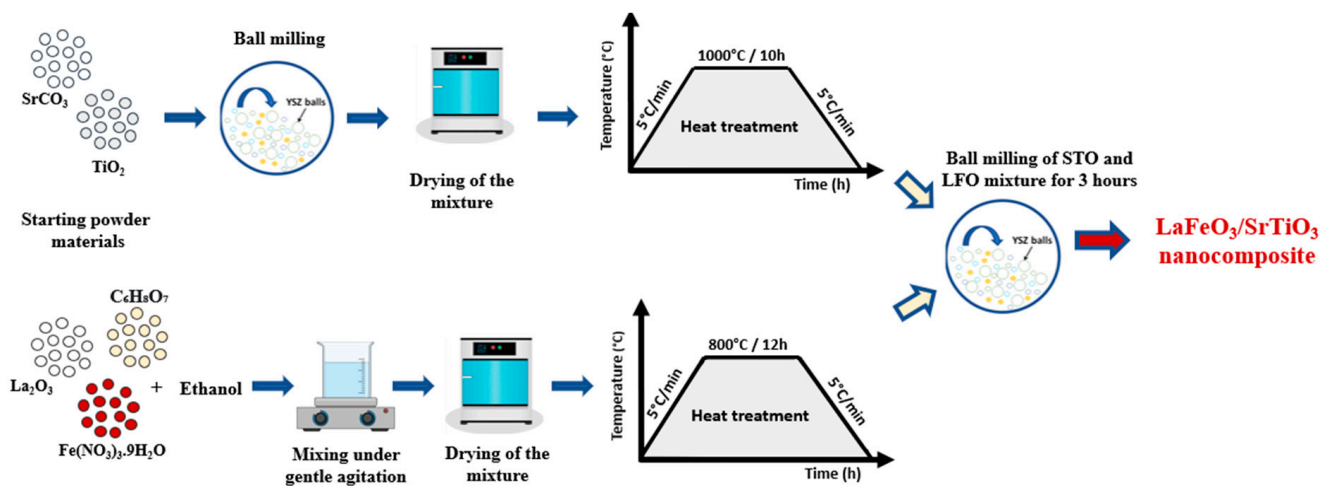 Ball milling
SrCO₃
TiO₂
YSZ balls
Drying of the
mixture
Temperature (°C)
5°C/min
1000°C / 10h
5°C/min
Heat treatment
Time (h)
Starting powder
materials
C₆H₈O₇
La₂O₃
+ Ethanol
Fe(NO₃)₃.9H₂O
Mixing under
gentle agitation
Drying of the
mixture
Temperature (°C)
5°C/min
800°C / 12h
5°C/min
Heat treatment
Time (h)
Ball milling of STO and
LFO mixture for 3 hours
YSZ balls
LaFeO₃/SrTiO₃
nanocomposite